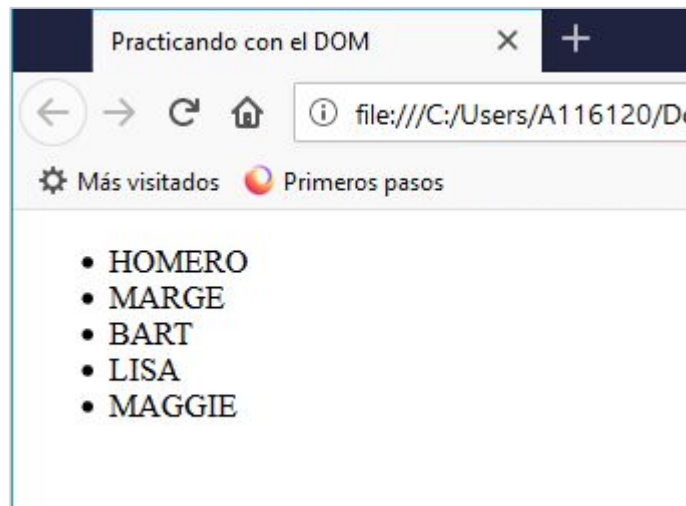 Practicando con el DOM
file:///C:/Users/A116120/D
Más visitados Primeros pasos
HOMERO
MARGE
BART
LISA
MAGGIE